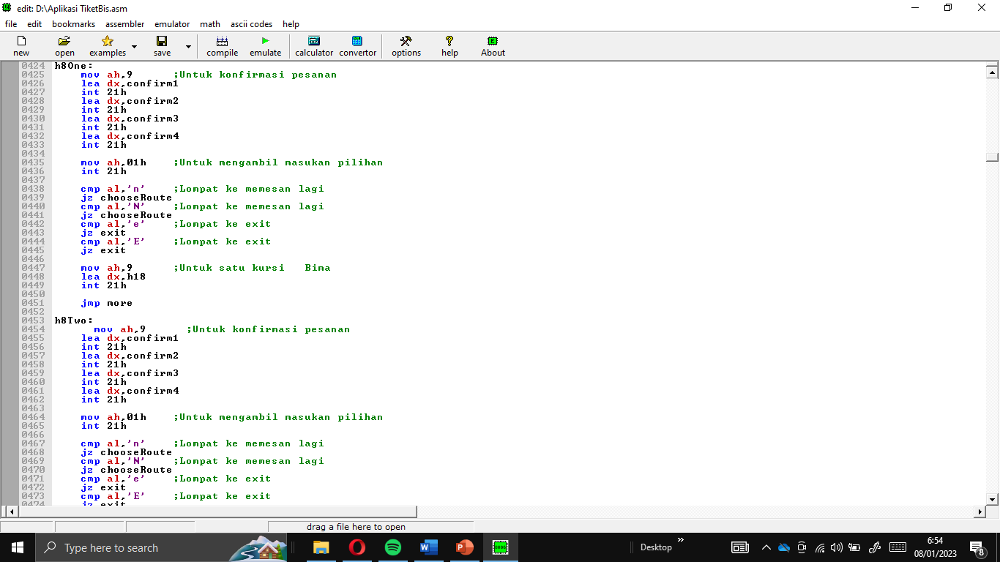 edit: D:\Aplikasi TiketBis.asm
file edit bookmarks assembler emulator math ascii codes help
new open examples save compile emulate calculator convertor options help About
0424 h8One:
0425 mov ah,9 ;Untuk konfirmasi pesanan
0426 lea dx,confirm1
0427 int 21h
0428 lea dx,confirm2
0429 int 21h
0430 lea dx,confirm3
0431 int 21h
0432 lea dx,confirm4
0433 int 21h
0434
0435 mov ah,01h ;Untuk mengambil masukan pilihan
0436 int 21h
0437
0438 cmp al,'n' ;Lompat ke memesan lagi
0439 jz chooseRoute
0440 cmp al,'N' ;Lompat ke memesan lagi
0441 jz chooseRoute
0442 cmp al,'e' ;Lompat ke exit
0443 jz exit
0444 cmp al,'E' ;Lompat ke exit
0445 jz exit
0446
0447 mov ah,9 ;Untuk satu kursi Bima
0448 lea dx,h18
0449 int 21h
0450
0451 jmp more
0452
0453 h8Two:
0454 mov ah,9 ;Untuk konfirmasi pesanan
0455 lea dx,confirm1
0456 int 21h
0457 lea dx,confirm2
0458 int 21h
0459 lea dx,confirm3
0460 int 21h
0461 lea dx,confirm4
0462 int 21h
0463
0464 mov ah,01h ;Untuk mengambil masukan pilihan
0465 int 21h
0466
0467 cmp al,'n' ;Lompat ke memesan lagi
0468 jz chooseRoute
0469 cmp al,'N' ;Lompat ke memesan lagi
0470 jz chooseRoute
0471 cmp al,'e' ;Lompat ke exit
0472 jz exit
0473 cmp al,'E' ;Lompat ke exit
0474 jz exit
drag a file here to open
Type here to search
Desktop
6:54
08/01/2023
8